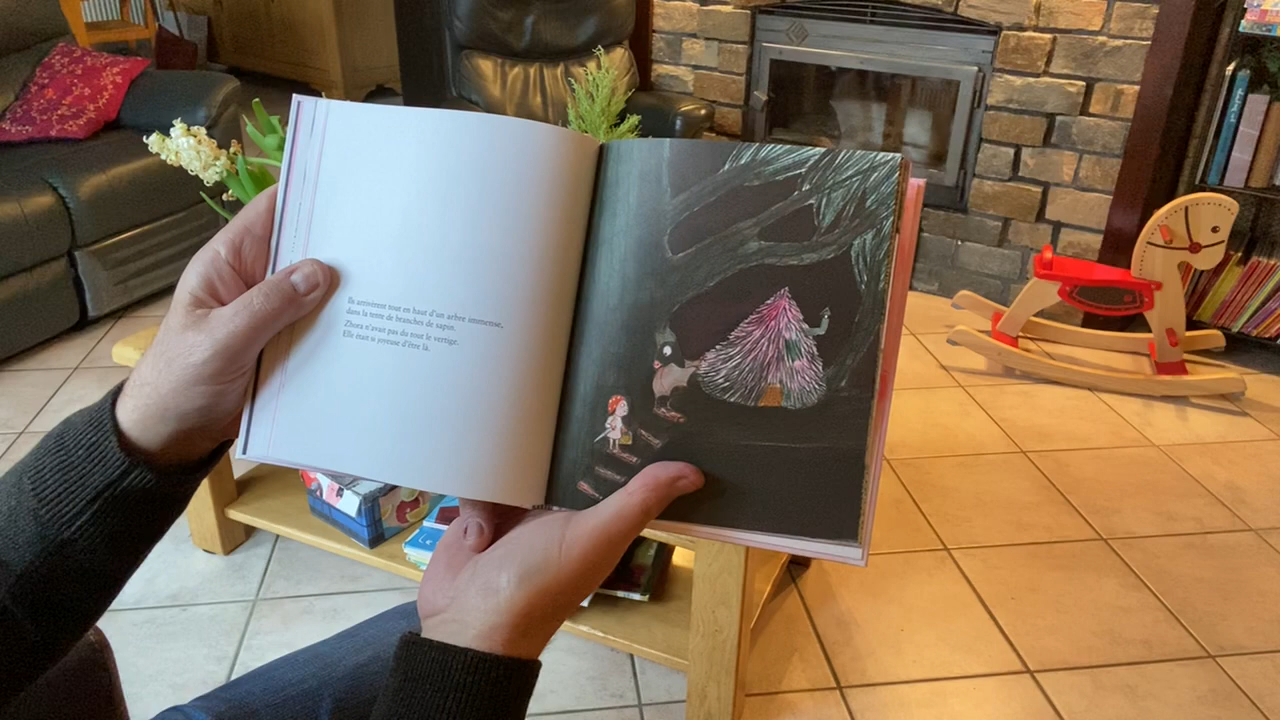 Ils arrivèrent tout en haut d'un arbre immense,
dans la tente de branches de sapin.
Zhora n'avait pas du tout le vertige.
Elle était si joyeuse d'être là.